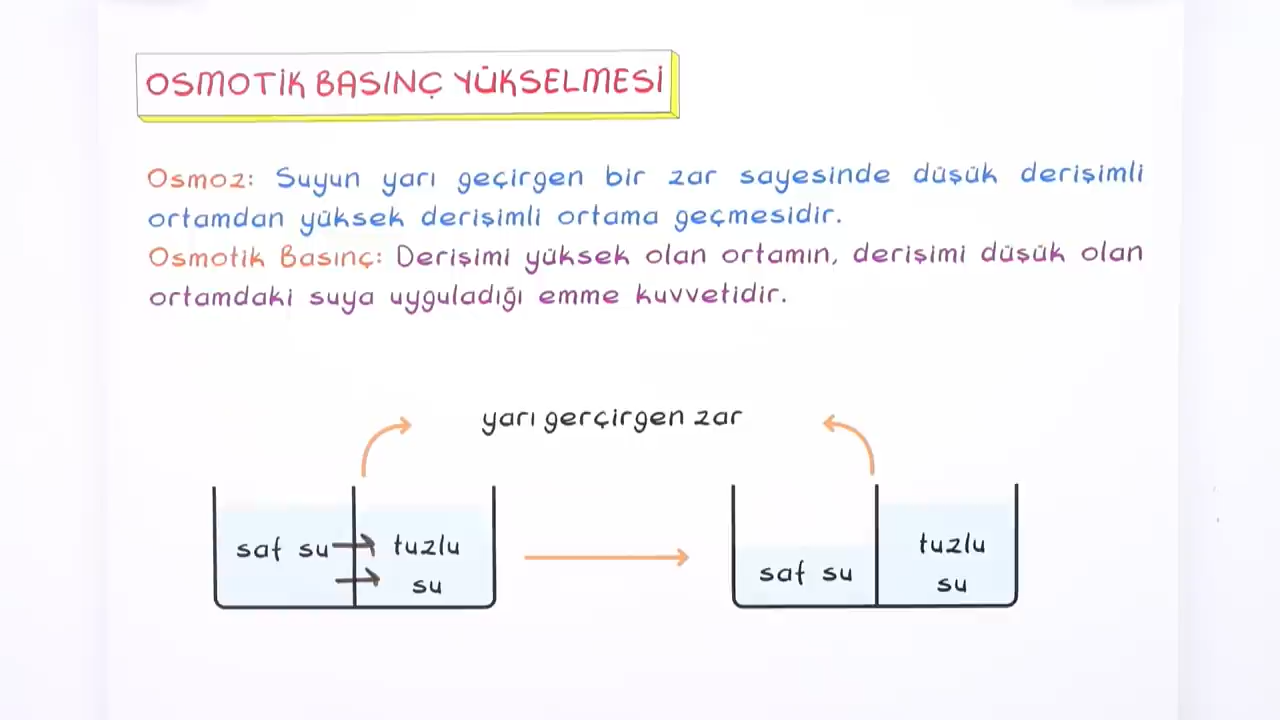 OSMOTİK BASINÇ YÜKSELMESİ
Osmoz: Suyun yarı geçirgen bir zar sayesinde düşük derişimli
ortamdan yüksek derişimli ortama geçmesidir.
Osmotik Basınç: Derişimi yüksek olan ortamın, derişimi düşük olan
ortamdaki suya uyguladığı emme kuvvetidir.
yarı gerçirgen zar
saf su
tuzlu
su
saf su
tuzlu
su